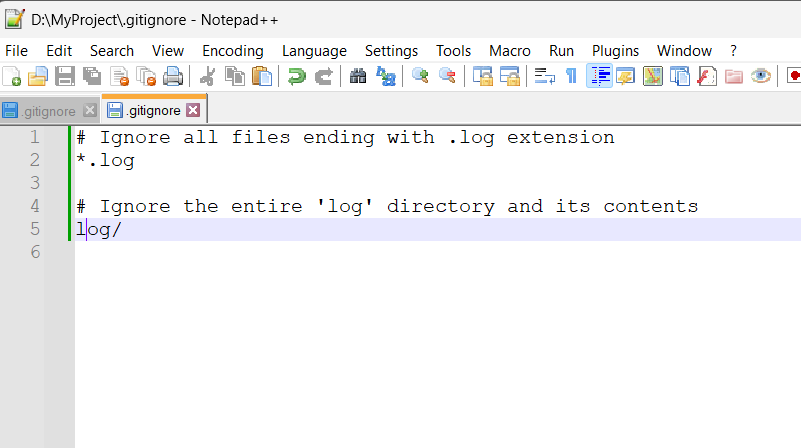 D:\MyProject\.gitignore - Notepad++
File Edit Search View Encoding Language Settings Tools Macro Run Plugins Window ?
.gitignore .gitignore
1 # Ignore all files ending with .log extension
2 *.log
3
4 # Ignore the entire 'log' directory and its contents
5 log/
6